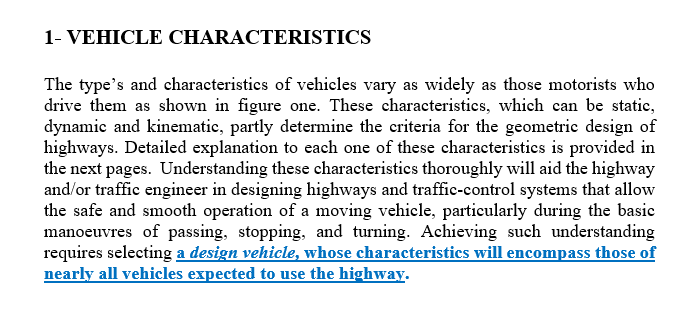 1- VEHICLE CHARACTERISTICS
The type’s and characteristics of vehicles vary as widely as those motorists who
drive them as shown in figure one. These characteristics, which can be static,
dynamic and kinematic, partly determine the criteria for the geometric design of
highways. Detailed explanation to each one of these characteristics is provided in
the next pages. Understanding these characteristics thoroughly will aid the highway
and/or traffic engineer in designing highways and traffic-control systems that allow
the safe and smooth operation of a moving vehicle, particularly during the basic
manoeuvres of passing, stopping, and turning. Achieving such understanding
requires selecting a design vehicle, whose characteristics will encompass those of
nearly all vehicles expected to use the highway.